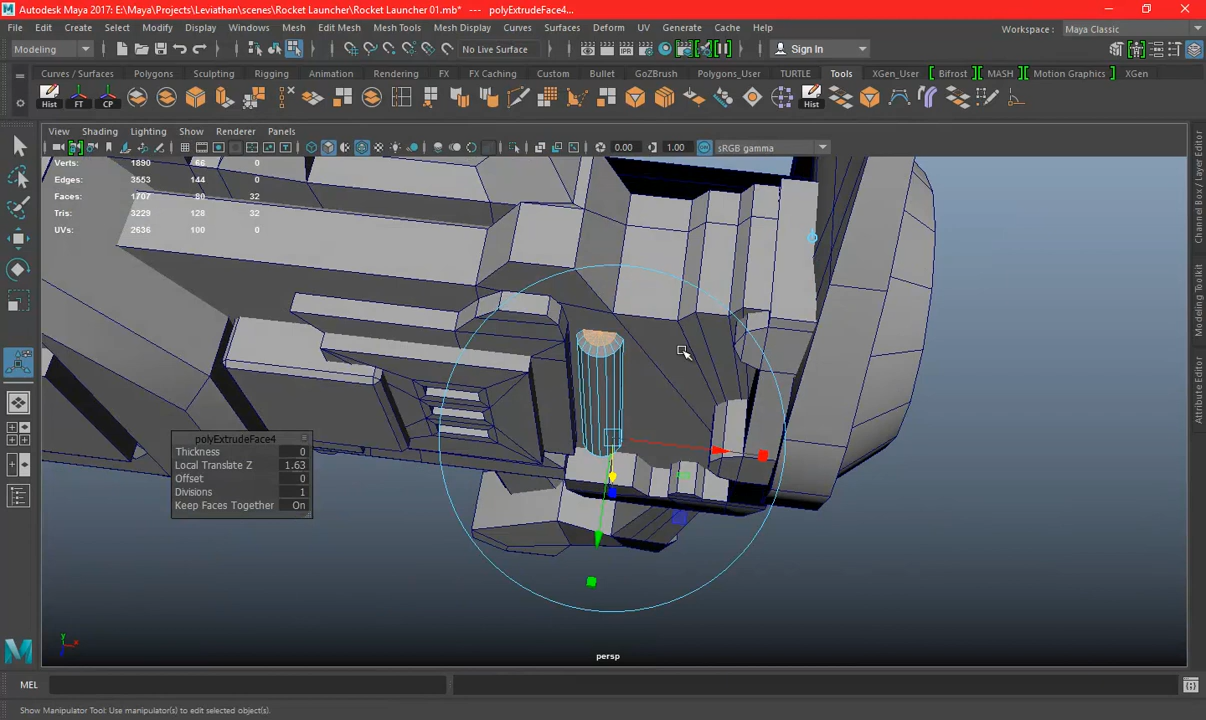 Autodesk Maya 2017: E:\Maya\Projects\Leviathan\scenes\Rocket Launcher\Rocket Launcher 01.mb* --- polyExtrudeFace4...
File Edit Create Select Modify Display Windows Mesh Edit Mesh Mesh Tools Mesh Display Curves Surfaces Deform UV Generate Cache Help Workspace : Maya Classic
Modeling No Live Surface Sign In
Curves / Surfaces Polygons Sculpting Rigging Animation Rendering FX FX Caching Custom Bullet GoZBrush Polygons_User TURTLE Tools XGen_User Bifrost MASH Motion Graphics XGen
Hist FT CP Hist
View Shading Lighting Show Renderer Panels
0.00 1.00 sRGB gamma
Verts: 1890 66 0
Edges: 3553 144 0
Faces: 1707 80 32
Tris: 3229 128 32
UVs: 2636 100 0
polyExtrudeFace4
Thickness 0
Local Translate Z 1.63
Offset 0
Divisions 1
Keep Faces Together On
Channel Box / Layer Editor
Modeling Toolkit
Attribute Editor
y
x
z
persp
MEL
Show Manipulator Tool: Use manipulator(s) to edit selected object(s).